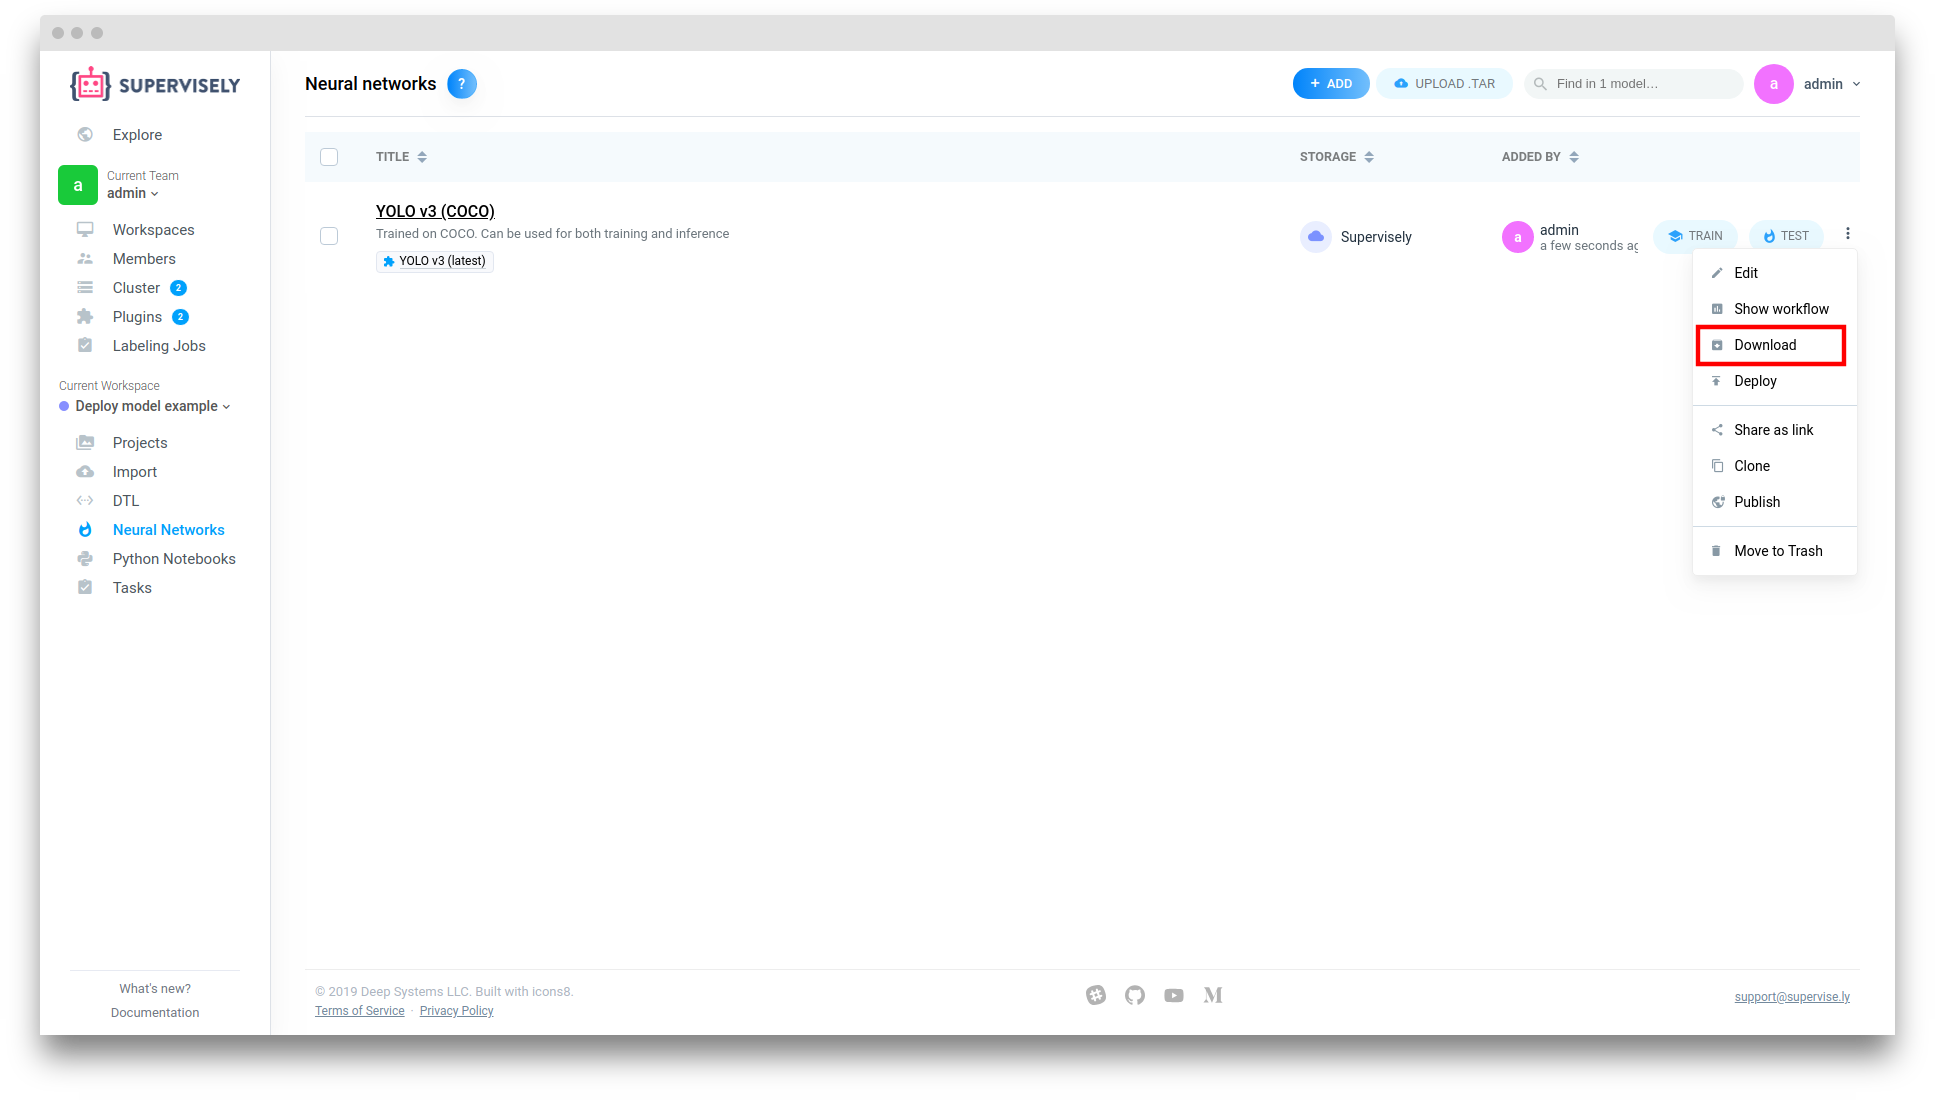 SUPERVISELY
Explore
a
Current Team
admin
Workspaces
Members
Cluster 2
Plugins 2
Labeling Jobs
Current Workspace
Deploy model example
Projects
Import
DTL
Neural Networks
Python Notebooks
Tasks
What's new?
Documentation
Neural networks ?
+ ADD
UPLOAD .TAR
Find in 1 model...
a admin
TITLE STORAGE ADDED BY
YOLO v3 (COCO)
Trained on COCO. Can be used for both training and inference
YOLO v3 (latest)
Supervisely
a admin
a few seconds ag
TRAIN TEST
Edit
Show workflow
Download
Deploy
Share as link
Clone
Publish
Move to Trash
© 2019 Deep Systems LLC. Built with icons8.
Terms of Service · Privacy Policy
support@supervise.ly